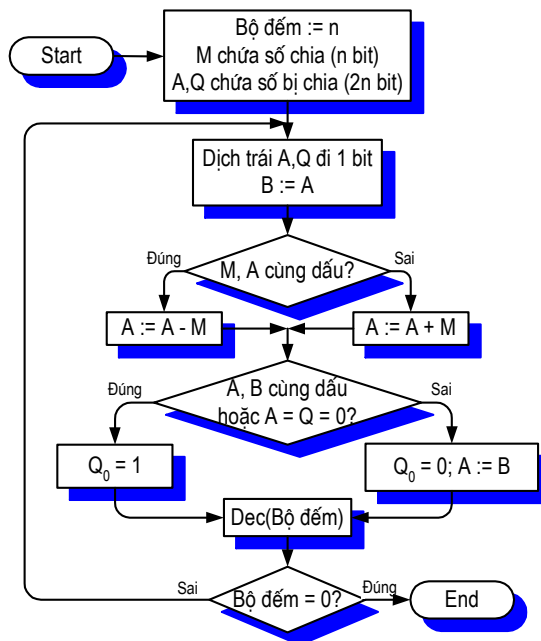 Start
Bộ đếm := n
M chứa số chia (n bit)
A,Q chứa số bị chia (2n bit)
Dịch trái A,Q đi 1 bit
B := A
Đúng
M, A cùng dấu?
Sai
A := A - M
A := A + M
Đúng
A, B cùng dấu
hoặc A = Q = 0?
Sai
Q₀ = 1
Q₀ = 0; A := B
Dec(Bộ đếm)
Sai
Bộ đếm = 0?
Đúng
End